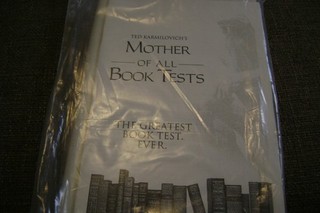 TED KARMILOVICH'S
MOTHER
OF ALL
BOOK TESTS
THE GREATEST
BOOK TEST.
EVER.